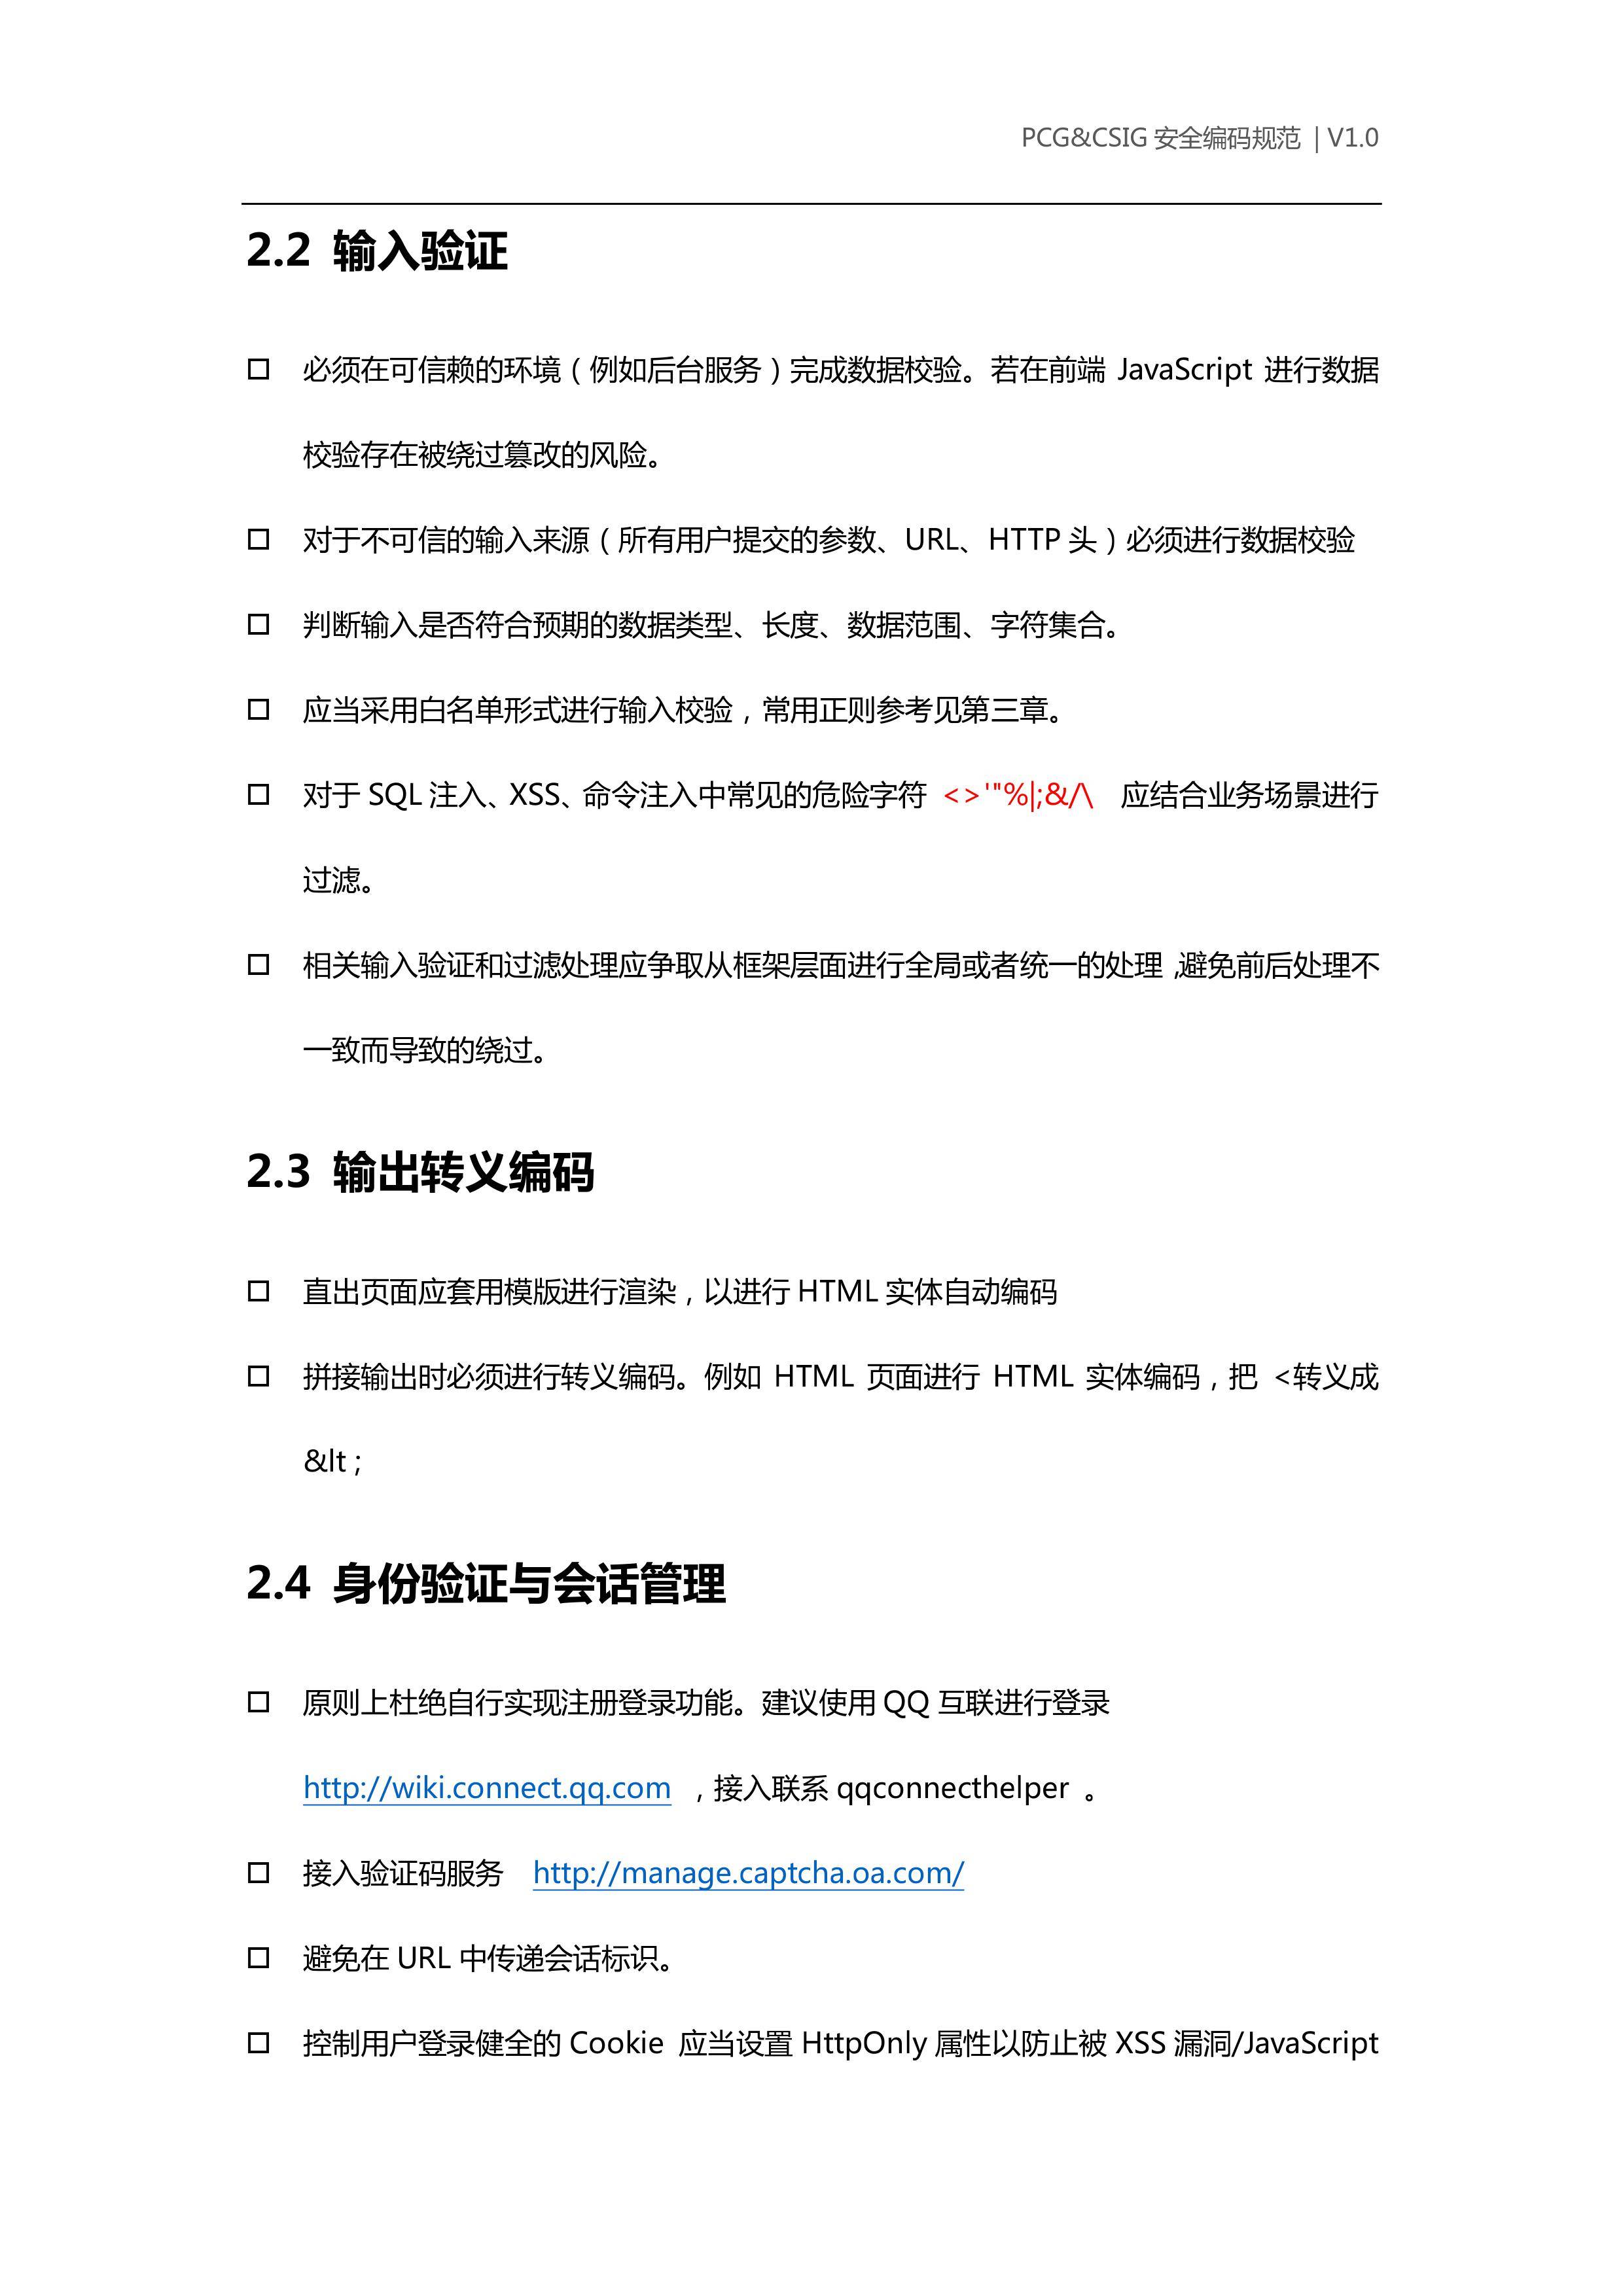 PCG&CSIG 安全编码规范 | V1.0
2.2 输入验证
□ 必须在可信赖的环境（例如后台服务）完成数据校验。若在前端 JavaScript 进行数据
校验存在被绕过篡改的风险。
□ 对于不可信的输入来源（所有用户提交的参数、URL、HTTP 头）必须进行数据校验
□ 判断输入是否符合预期的数据类型、长度、数据范围、字符集合。
□ 应当采用白名单形式进行输入校验，常用正则参考见第三章。
□ 对于 SQL 注入、XSS、命令注入中常见的危险字符 <>'"%|;&/\ 应结合业务场景进行
过滤。
□ 相关输入验证和过滤处理应争取从框架层面进行全局或者统一的处理，避免前后处理不
一致而导致的绕过。
2.3 输出转义编码
□ 直出页面应套用模版进行渲染，以进行 HTML 实体自动编码
□ 拼接输出时必须进行转义编码。例如 HTML 页面进行 HTML 实体编码，把 <转义成
&lt ;
2.4 身份验证与会话管理
□ 原则上杜绝自行实现注册登录功能。建议使用 QQ 互联进行登录
http://wiki.connect.qq.com ，接入联系 qqconnecthelper 。
□ 接入验证码服务 http://manage.captcha.oa.com/
□ 避免在 URL 中传递会话标识。
□ 控制用户登录健全的 Cookie 应当设置 HttpOnly 属性以防止被 XSS 漏洞/JavaScript